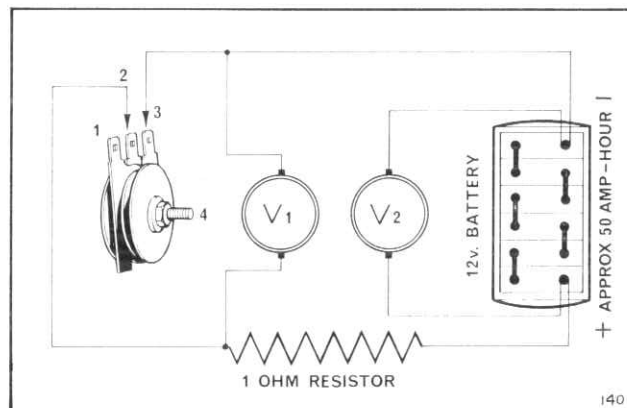 2
3
1
4
V1
V2
12v. BATTERY
+ APPROX 50 AMP-HOUR |
1 OHM RESISTOR
140